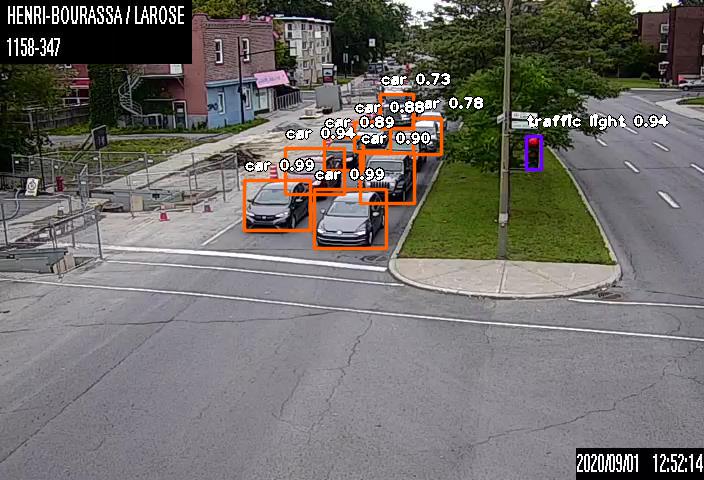 HENRI-BOURASSA / LAROSE
1158-347
car 0.73
car 0.88
car 0.78
car 0.89
car 0.94
car 0.90
car 0.99
car 0.99
traffic light 0.94
2020/09/01 12:52:14